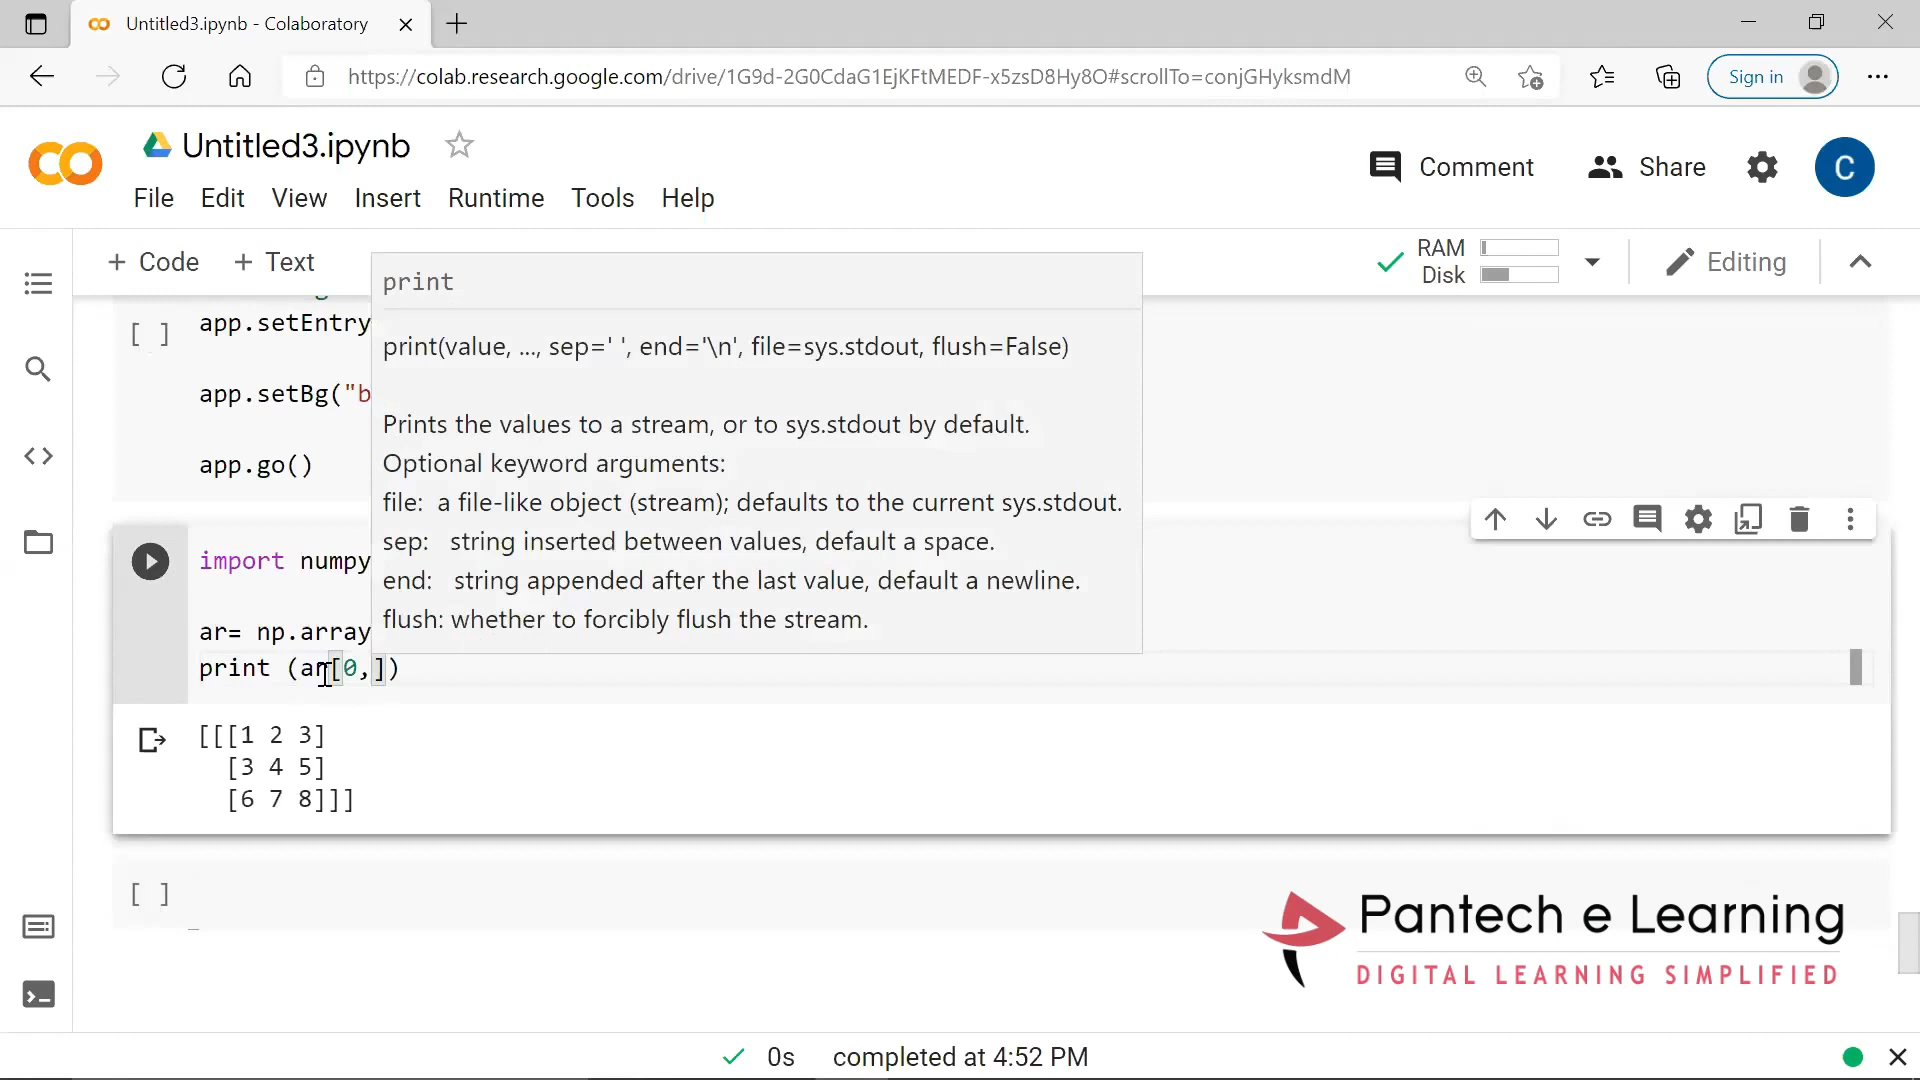 Untitled3.ipynb - Colaboratory
https://colab.research.google.com/drive/1G9d-2G0CdaG1EjKFtMEDF-x5zsD8Hy8O#scrollTo=conjGHyksmdM
Sign in
Untitled3.ipynb
Comment
Share
C
File Edit View Insert Runtime Tools Help
+ Code + Text
RAM
Disk
Editing
print
print(value, ..., sep=' ', end='\n', file=sys.stdout, flush=False)
Prints the values to a stream, or to sys.stdout by default.
Optional keyword arguments:
file: a file-like object (stream); defaults to the current sys.stdout.
sep: string inserted between values, default a space.
end: string appended after the last value, default a newline.
flush: whether to forcibly flush the stream.
[ ] app.setEntry
app.setBg("b
app.go()
import numpy
ar= np.array
print (ar[0,])
[[[1 2 3]
[3 4 5]
[6 7 8]]]
[ ]
Pantech e Learning
DIGITAL LEARNING SIMPLIFIED
0s completed at 4:52 PM